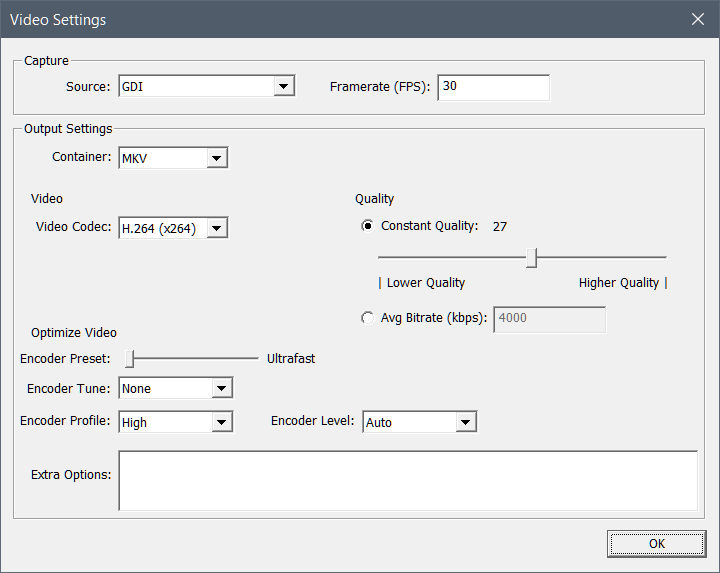 Video Settings
Capture
Source: GDI Framerate (FPS): 30
Output Settings
Container: MKV
Video Quality
Video Codec: H.264 (x264) Constant Quality: 27
| Lower Quality Higher Quality |
Avg Bitrate (kbps): 4000
Optimize Video
Encoder Preset: Ultrafast
Encoder Tune: None
Encoder Profile: High Encoder Level: Auto
Extra Options:
OK